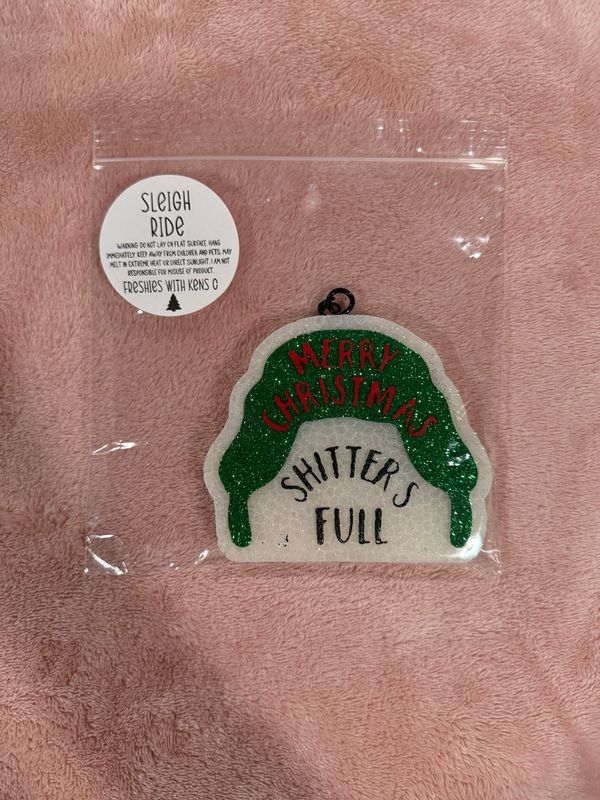 SLEIGH
RIDE
WARNING: DO NOT LAY ON FLAT SURFACE. HANG
IMMEDIATELY. KEEP AWAY FROM CHILDREN AND PETS. MAY
MELT IN EXTREME HEAT OR DIRECT SUNLIGHT. I AM NOT
RESPONSIBLE FOR MISUSE OF PRODUCT.
FRESHIES WITH KENS C
MERRY
CHRISTMAS
SHITTER'S
FULL